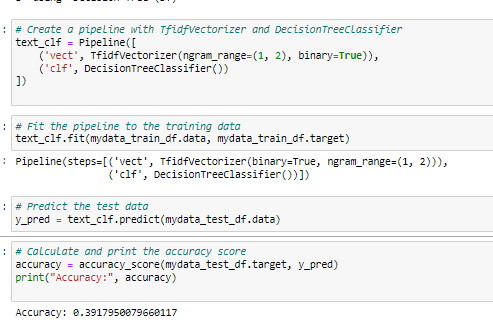 : # Create a pipeline with TfidfVectorizer and DecisionTreeClassifier
text_clf = Pipeline([
('vect', TfidfVectorizer(ngram_range=(1, 2), binary=True)),
('clf', DecisionTreeClassifier())
])
: # Fit the pipeline to the training data
text_clf.fit(mydata_train_df.data, mydata_train_df.target)
: Pipeline(steps=[('vect', TfidfVectorizer(binary=True, ngram_range=(1, 2))),
('clf', DecisionTreeClassifier())])
: # Predict the test data
y_pred = text_clf.predict(mydata_test_df.data)
: # Calculate and print the accuracy score
accuracy = accuracy_score(mydata_test_df.target, y_pred)
print("Accuracy:", accuracy)
Accuracy: 0.3917950079660117